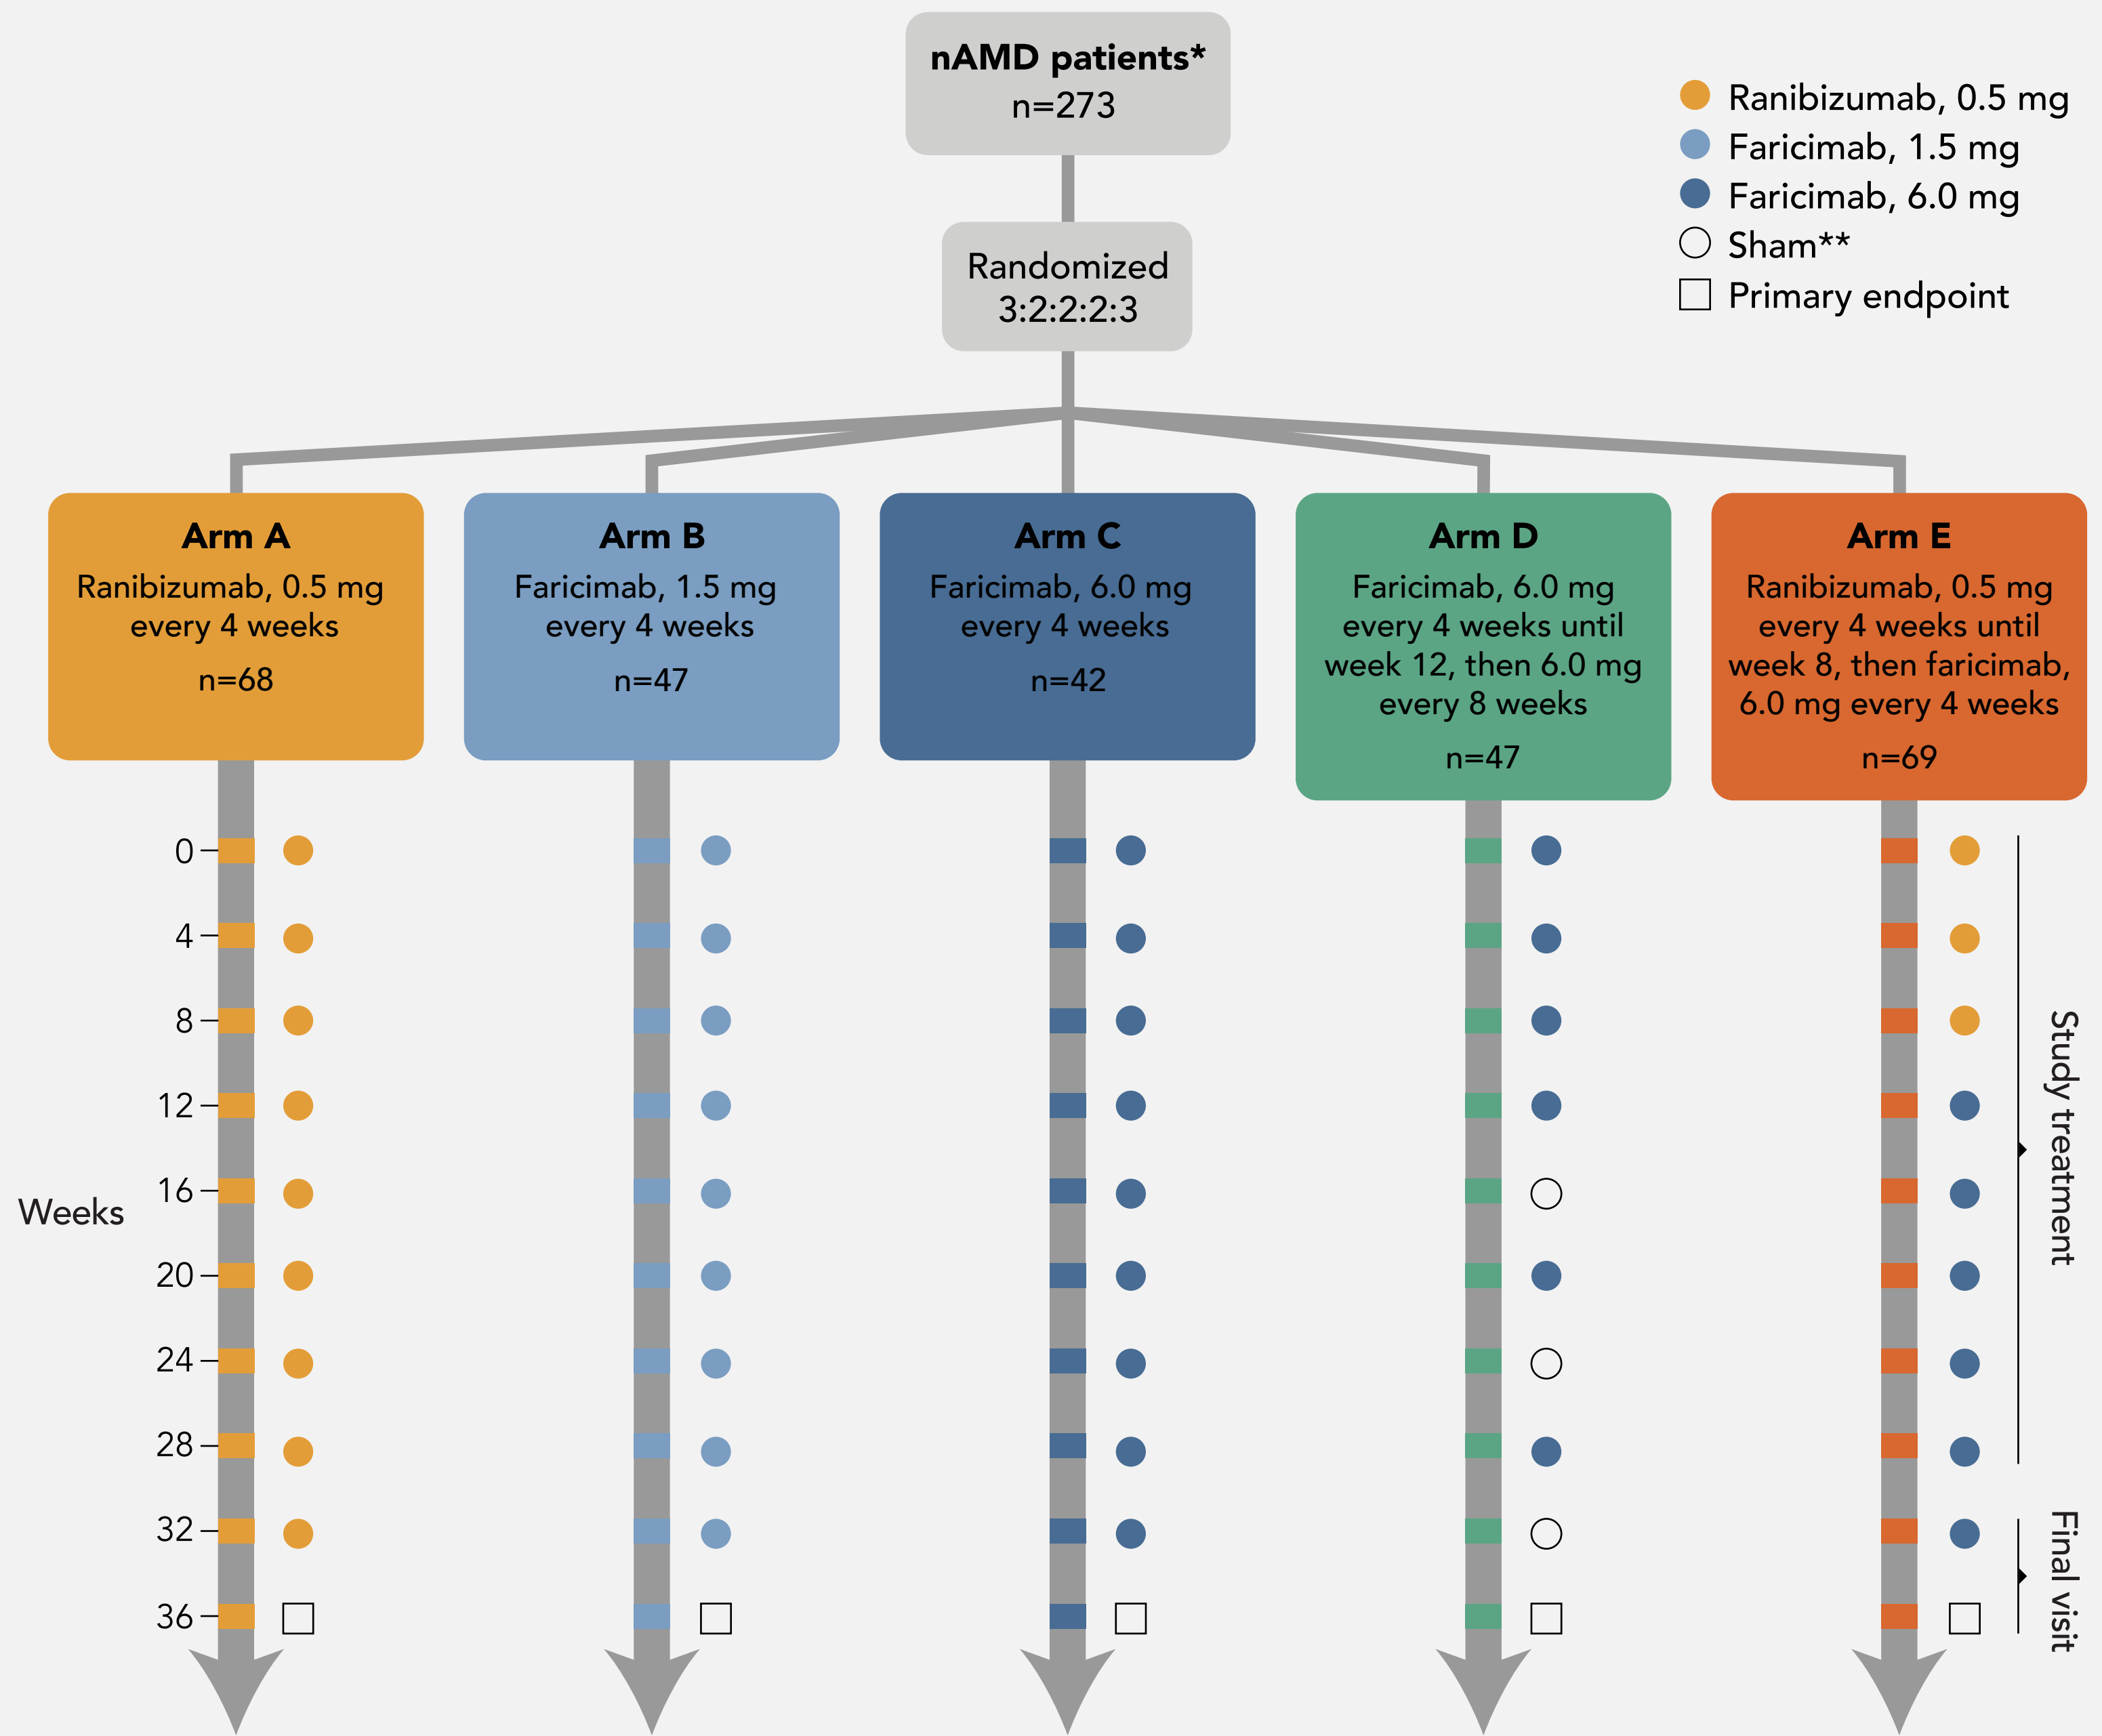 nAMD patients*
n=273
Randomized
3:2:2:2:3
Ranibizumab, 0.5 mg
Faricimab, 1.5 mg
Faricimab, 6.0 mg
Sham**
Primary endpoint
Arm A
Ranibizumab, 0.5 mg
every 4 weeks
n=68
Arm B
Faricimab, 1.5 mg
every 4 weeks
n=47
Arm C
Faricimab, 6.0 mg
every 4 weeks
n=42
Arm D
Faricimab, 6.0 mg
every 4 weeks until
week 12, then 6.0 mg
every 8 weeks
n=47
Arm E
Ranibizumab, 0.5 mg
every 4 weeks until
week 8, then faricimab,
6.0 mg every 4 weeks
n=69
Weeks
0
4
8
12
16
20
24
28
32
36
Study treatment
Final visit